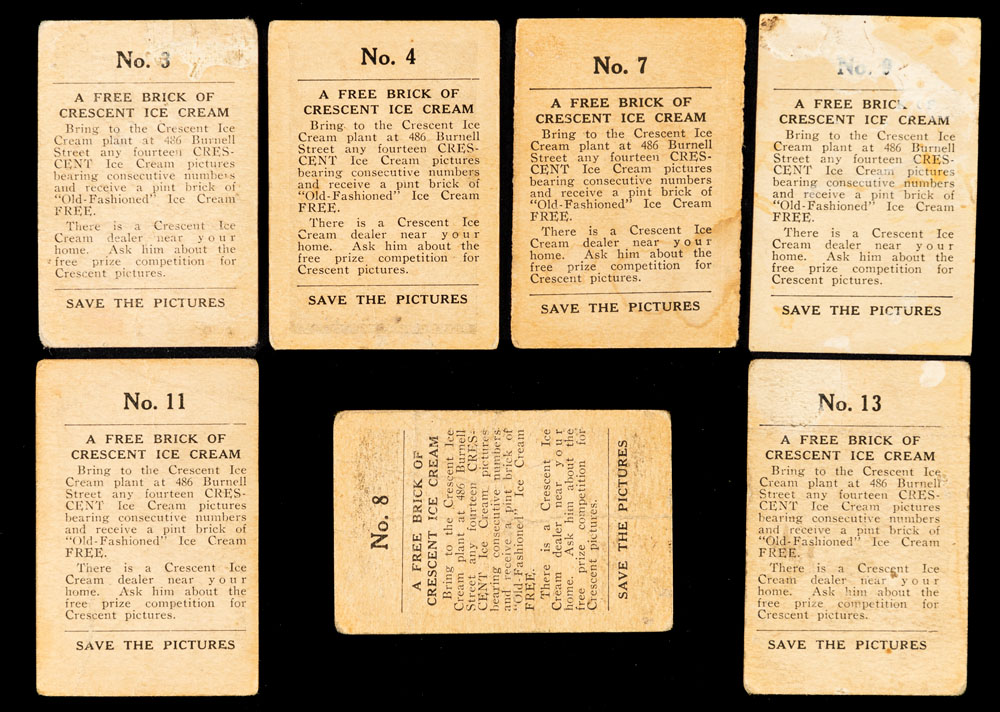 No. 3
A FREE BRICK OF
CRESCENT ICE CREAM
Bring to the Crescent Ice
Cream plant at 486 Burnell
Street any fourteen CRES-
CENT Ice Cream pictures
bearing consecutive numbers
and receive a pint brick of
"Old-Fashioned" Ice Cream
FREE.
There is a Crescent Ice
Cream dealer near your
home. Ask him about the
free prize competition for
Crescent pictures.
SAVE THE PICTURES
No. 4
A FREE BRICK OF
CRESCENT ICE CREAM
Bring to the Crescent Ice
Cream plant at 486 Burnell
Street any fourteen CRES-
CENT Ice Cream pictures
bearing consecutive numbers
and receive a pint brick of
"Old-Fashioned" Ice Cream
FREE.
There is a Crescent Ice
Cream dealer near your
home. Ask him about the
free prize competition for
Crescent pictures.
SAVE THE PICTURES
No. 7
A FREE BRICK OF
CRESCENT ICE CREAM
Bring to the Crescent Ice
Cream plant at 486 Burnell
Street any fourteen CRES-
CENT Ice Cream pictures
bearing consecutive numbers
and receive a pint brick of
"Old-Fashioned" Ice Cream
FREE.
There is a Crescent Ice
Cream dealer near your
home. Ask him about the
free prize competition for
Crescent pictures.
SAVE THE PICTURES
No. 9
A FREE BRICK OF
CRESCENT ICE CREAM
Bring to the Crescent Ice
Cream plant at 486 Burnell
Street any fourteen CRES-
CENT Ice Cream pictures
bearing consecutive numbers
and receive a pint brick of
"Old-Fashioned" Ice Cream
FREE.
There is a Crescent Ice
Cream dealer near your
home. Ask him about the
free prize competition for
Crescent pictures.
SAVE THE PICTURES
No. 11
A FREE BRICK OF
CRESCENT ICE CREAM
Bring to the Crescent Ice
Cream plant at 486 Burnell
Street any fourteen CRES-
CENT Ice Cream pictures
bearing consecutive numbers
and receive a pint brick of
"Old-Fashioned" Ice Cream
FREE.
There is a Crescent Ice
Cream dealer near your
home. Ask him about the
free prize competition for
Crescent pictures.
SAVE THE PICTURES
No. 8
A FREE BRICK OF
CRESCENT ICE CREAM
Bring to the Crescent Ice
Cream plant at 486 Burnell
Street any fourteen CRES-
CENT Ice Cream pictures
bearing consecutive numbers
and receive a pint brick of
"Old-Fashioned" Ice Cream
FREE.
There is a Crescent Ice
Cream dealer near your
home. Ask him about the
free prize competition for
Crescent pictures.
SAVE THE PICTURES
No. 13
A FREE BRICK OF
CRESCENT ICE CREAM
Bring to the Crescent Ice
Cream plant at 486 Burnell
Street any fourteen CRES-
CENT Ice Cream pictures
bearing consecutive numbers
and receive a pint brick of
"Old-Fashioned" Ice Cream
FREE.
There is a Crescent Ice
Cream dealer near your
home. Ask him about the
free prize competition for
Crescent pictures.
SAVE THE PICTURES